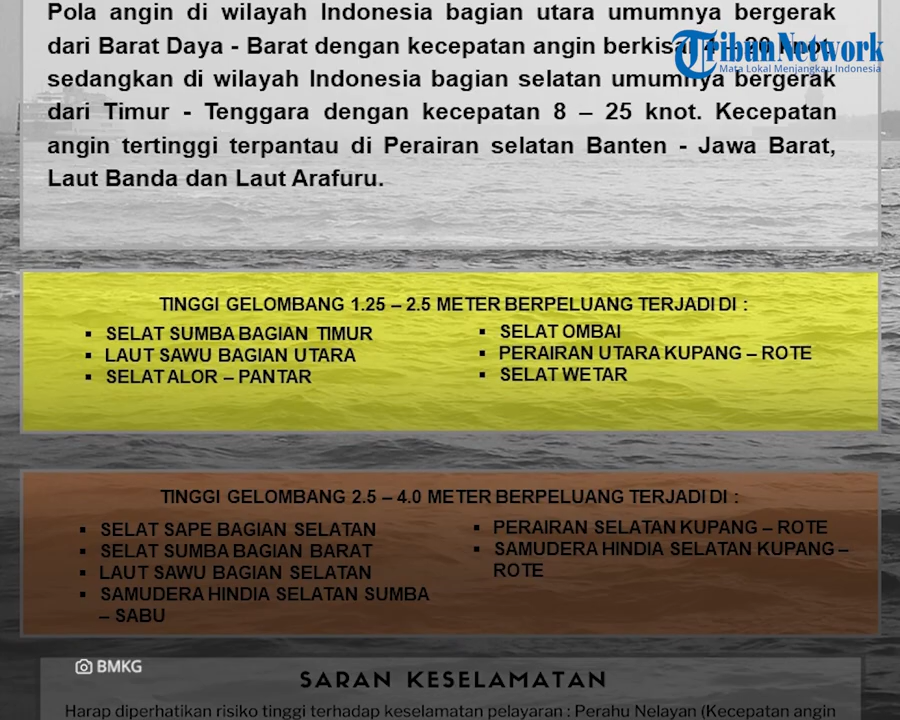 Pola angin di wilayah Indonesia bagian utara umumnya bergerak
dari Barat Daya - Barat dengan kecepatan angin berkisar 4 – 20 knot,
TribunNetwork
Mata Lokal Menjangkau Indonesia
sedangkan di wilayah Indonesia bagian selatan umumnya bergerak
dari Timur - Tenggara dengan kecepatan 8 – 25 knot. Kecepatan
angin tertinggi terpantau di Perairan selatan Banten - Jawa Barat,
Laut Banda dan Laut Arafuru.
TINGGI GELOMBANG 1.25 – 2.5 METER BERPELUANG TERJADI DI :
▪ SELAT SUMBA BAGIAN TIMUR
▪ LAUT SAWU BAGIAN UTARA
▪ SELAT ALOR – PANTAR
▪ SELAT OMBAI
▪ PERAIRAN UTARA KUPANG – ROTE
▪ SELAT WETAR
TINGGI GELOMBANG 2.5 – 4.0 METER BERPELUANG TERJADI DI :
▪ SELAT SAPE BAGIAN SELATAN
▪ SELAT SUMBA BAGIAN BARAT
▪ LAUT SAWU BAGIAN SELATAN
▪ SAMUDERA HINDIA SELATAN SUMBA
– SABU
▪ PERAIRAN SELATAN KUPANG – ROTE
▪ SAMUDERA HINDIA SELATAN KUPANG –
ROTE
BMKG
SARAN KESELAMATAN
Harap diperhatikan risiko tinggi terhadap keselamatan pelayaran : Perahu Nelayan (Kecepatan angin